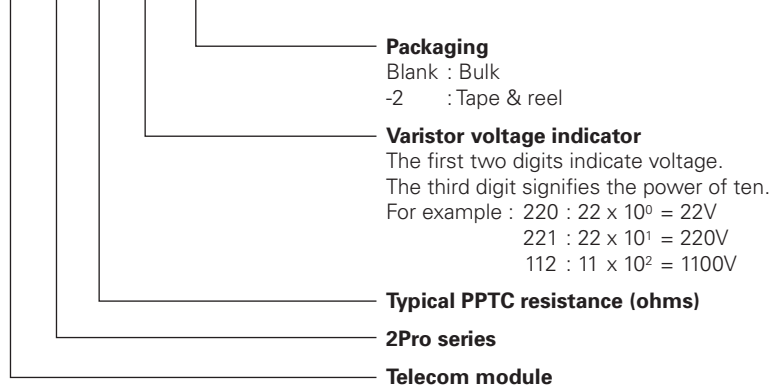 Packaging
Blank : Bulk
-2 : Tape & reel
Varistor voltage indicator
The first two digits indicate voltage.
The third digit signifies the power of ten.
For example : 220 : 22 x 10⁰ = 22V
221 : 22 x 10¹ = 220V
112 : 11 x 10² = 1100V
Typical PPTC resistance (ohms)
2Pro series
Telecom module